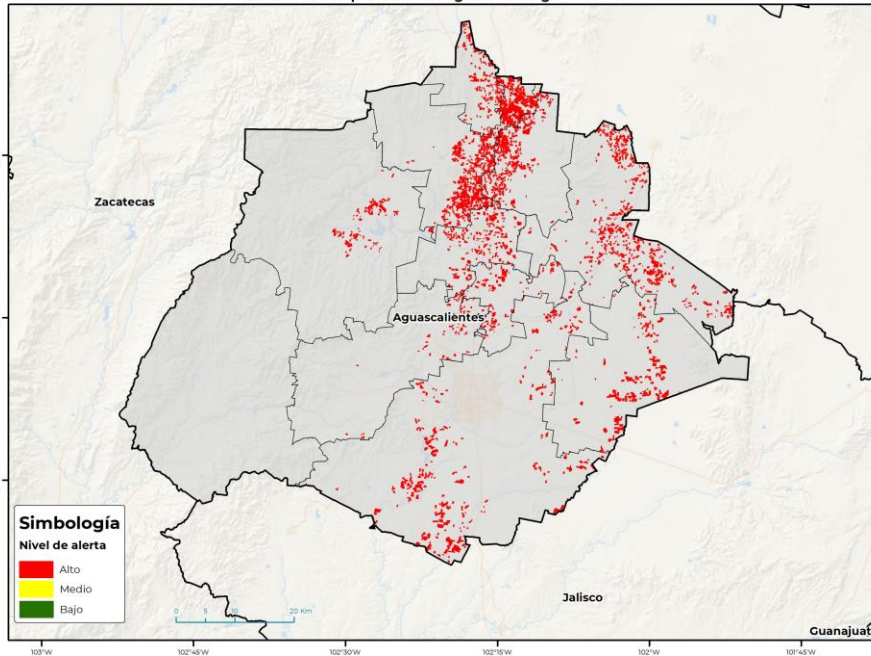 Zacatecas
Aguascalientes
Simbología
Nivel de alerta
Alto
Medio
Bajo
0 5 10 20 Km
Jalisco
Guanajuat
103°W 102°45'W 102°30'W 102°15'W 102°W 101°45'W